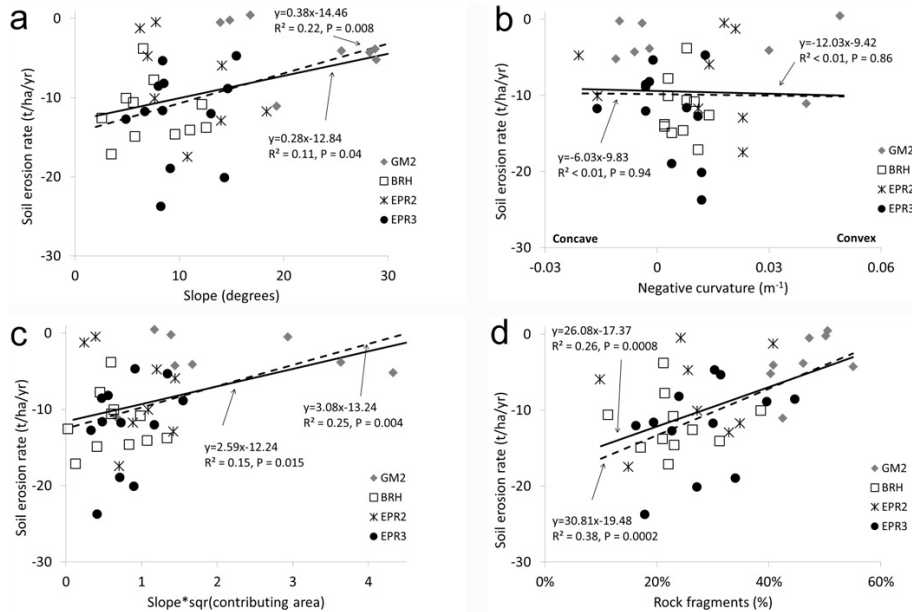 a
Soil erosion rate (t/ha/yr)
0
-10
-20
-30
0 10 20 30
Slope (degrees)
y=0.38x-14.46
R² = 0.22, P = 0.008
y=0.28x-12.84
R² = 0.11, P = 0.04
GM2
BRH
EPR2
EPR3
b
Soil erosion rate (t/ha/yr)
0
-10
-20
-30
-0.03 0 0.03 0.06
Negative curvature (m⁻¹)
y=-12.03x-9.42
R² < 0.01, P = 0.86
y=-6.03x-9.83
R² < 0.01, P = 0.94
Concave Convex
GM2
BRH
EPR2
EPR3
c
Soil erosion rate (t/ha/yr)
0
-10
-20
-30
0 1 2 3 4
Slope*sqr(contributing area)
y=3.08x-13.24
R² = 0.25, P = 0.004
y=2.59x-12.24
R² = 0.15, P = 0.015
GM2
BRH
EPR2
EPR3
d
Soil erosion rate (t/ha/yr)
0
-10
-20
-30
0% 20% 40% 60%
Rock fragments (%)
y=26.08x-17.37
R² = 0.26, P = 0.0008
y=30.81x-19.48
R² = 0.38, P = 0.0002
GM2
BRH
EPR2
EPR3